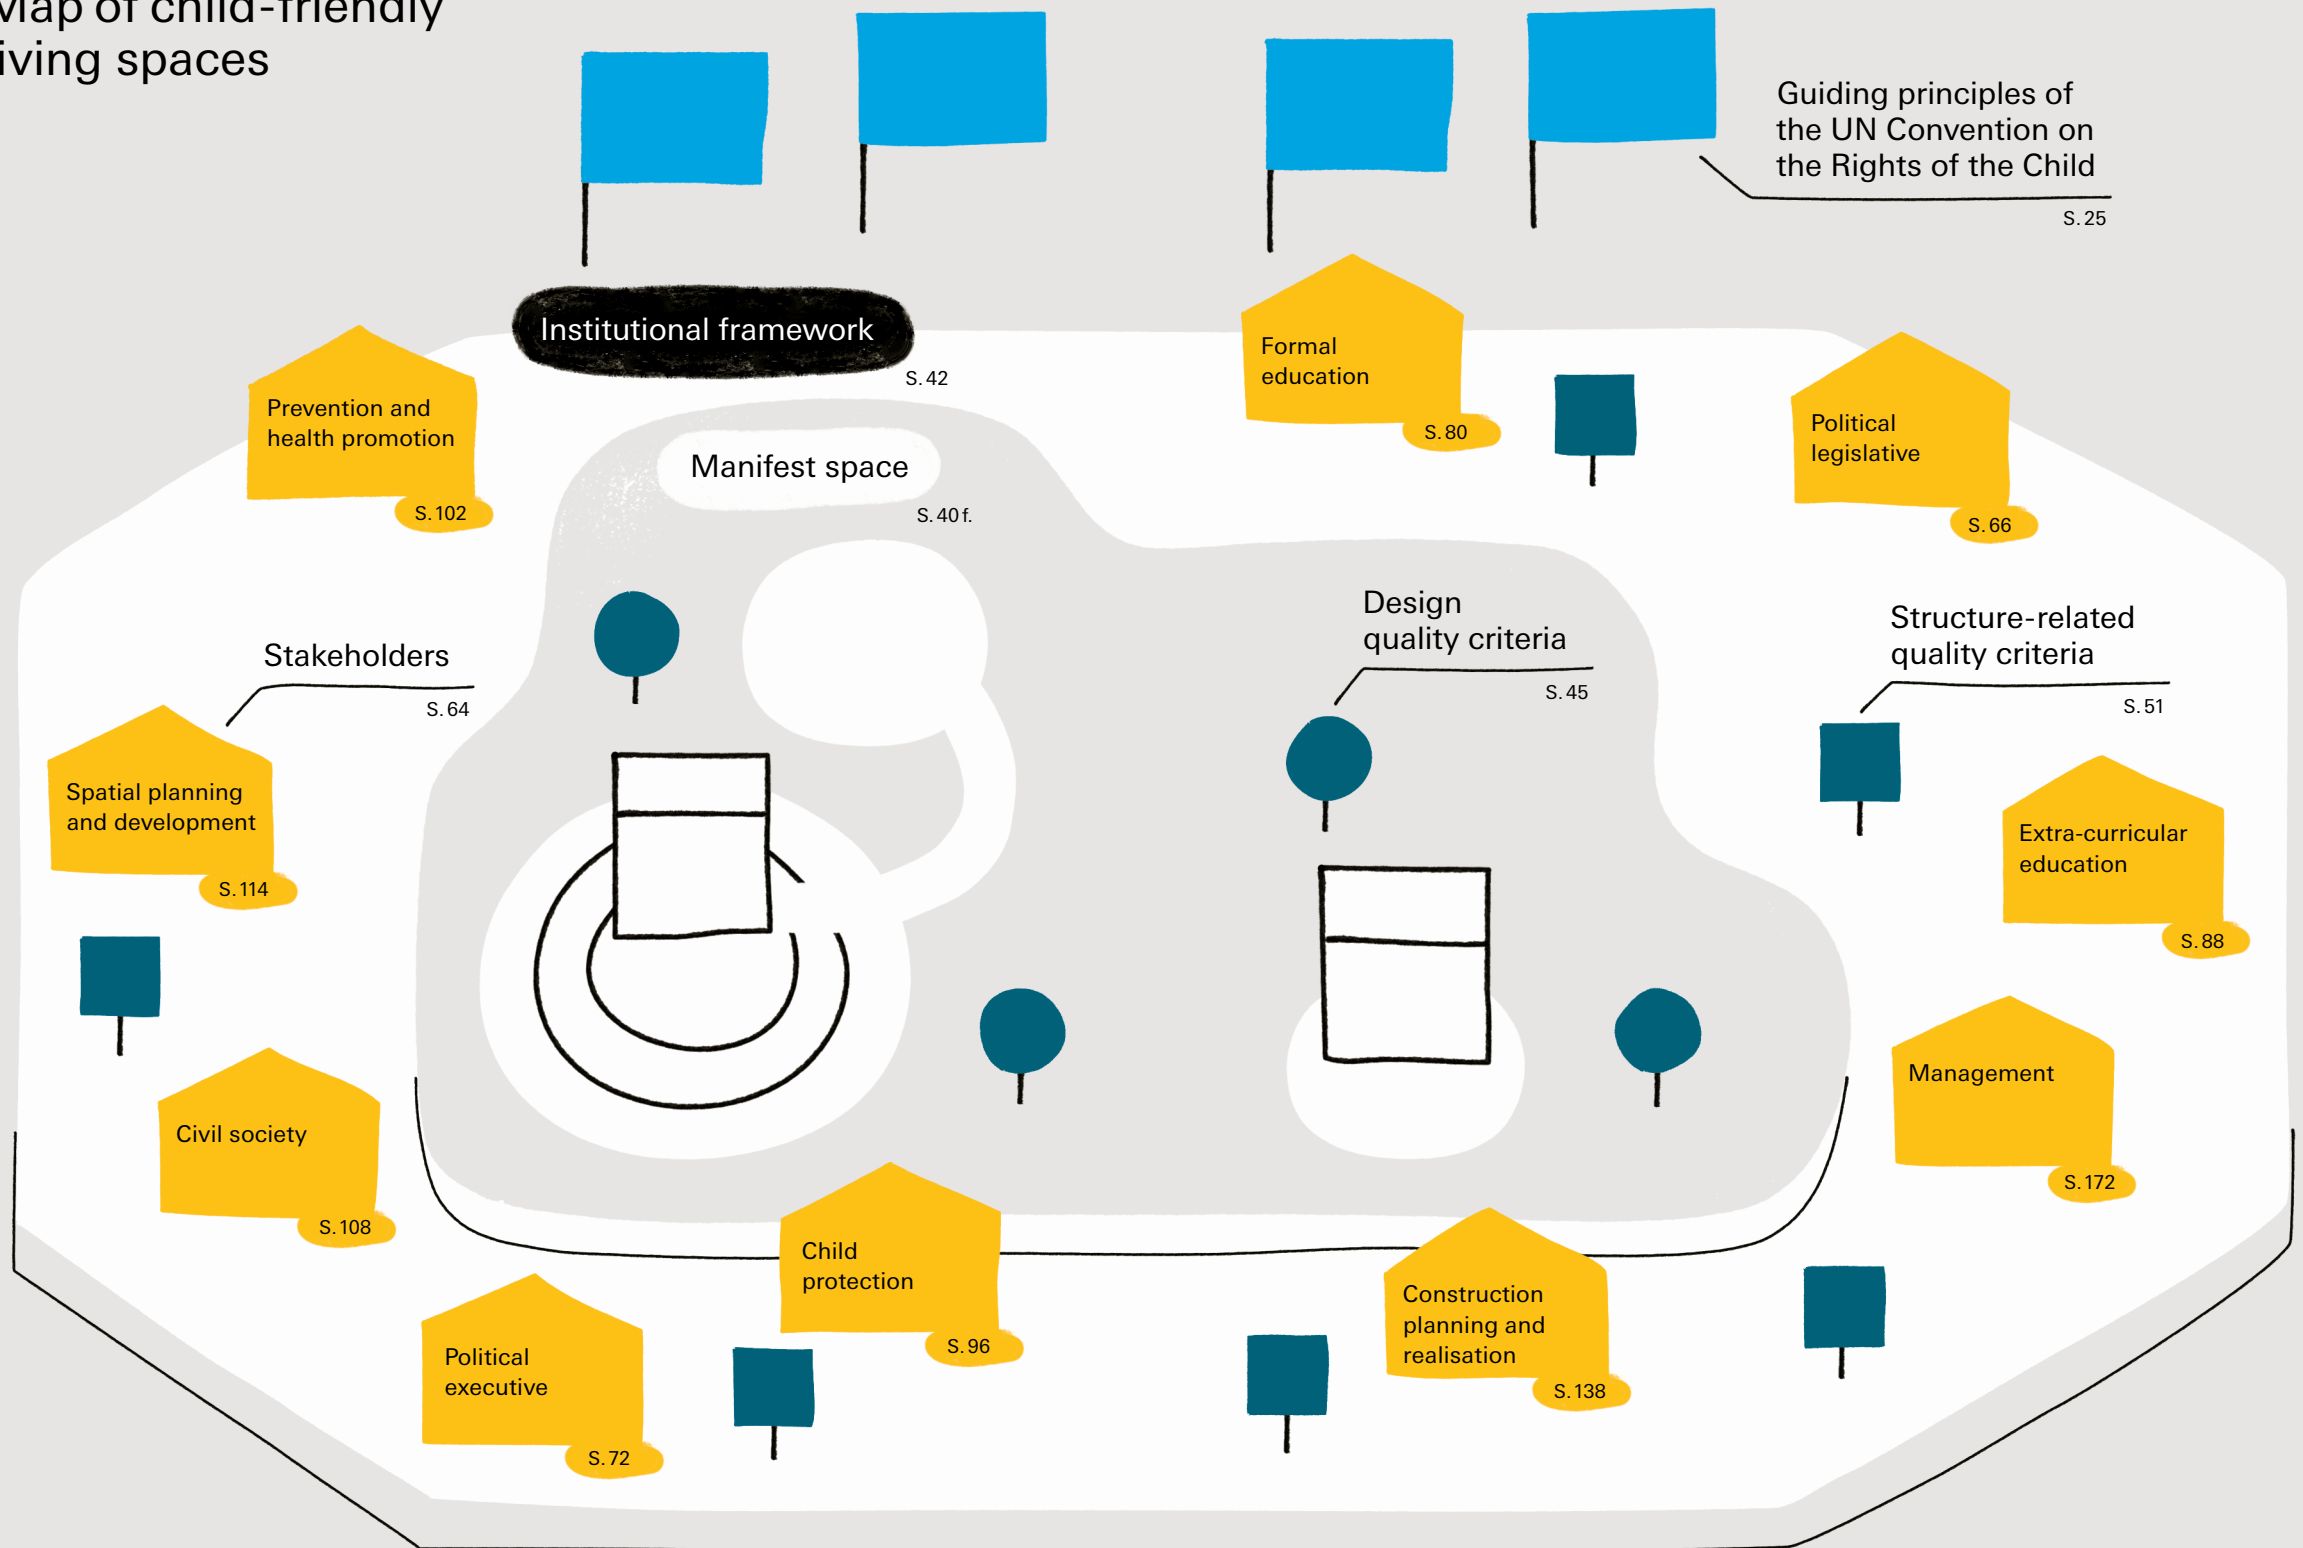 Map of child-friendly
iving spaces
Guiding principles of
the UN Convention on
the Rights of the Child
S. 25
Institutional framework
S. 42
Formal
education
S. 80
Prevention and
health promotion
S. 102
Political
legislative
S. 66
Manifest space
S. 40 f.
Design
quality criteria
S. 45
Structure-related
quality criteria
S. 51
Stakeholders
S. 64
Spatial planning
and development
S. 114
Extra-curricular
education
S. 88
Management
S. 172
Civil society
S. 108
Child
protection
S. 96
Construction
planning and
realisation
S. 138
Political
executive
S. 72